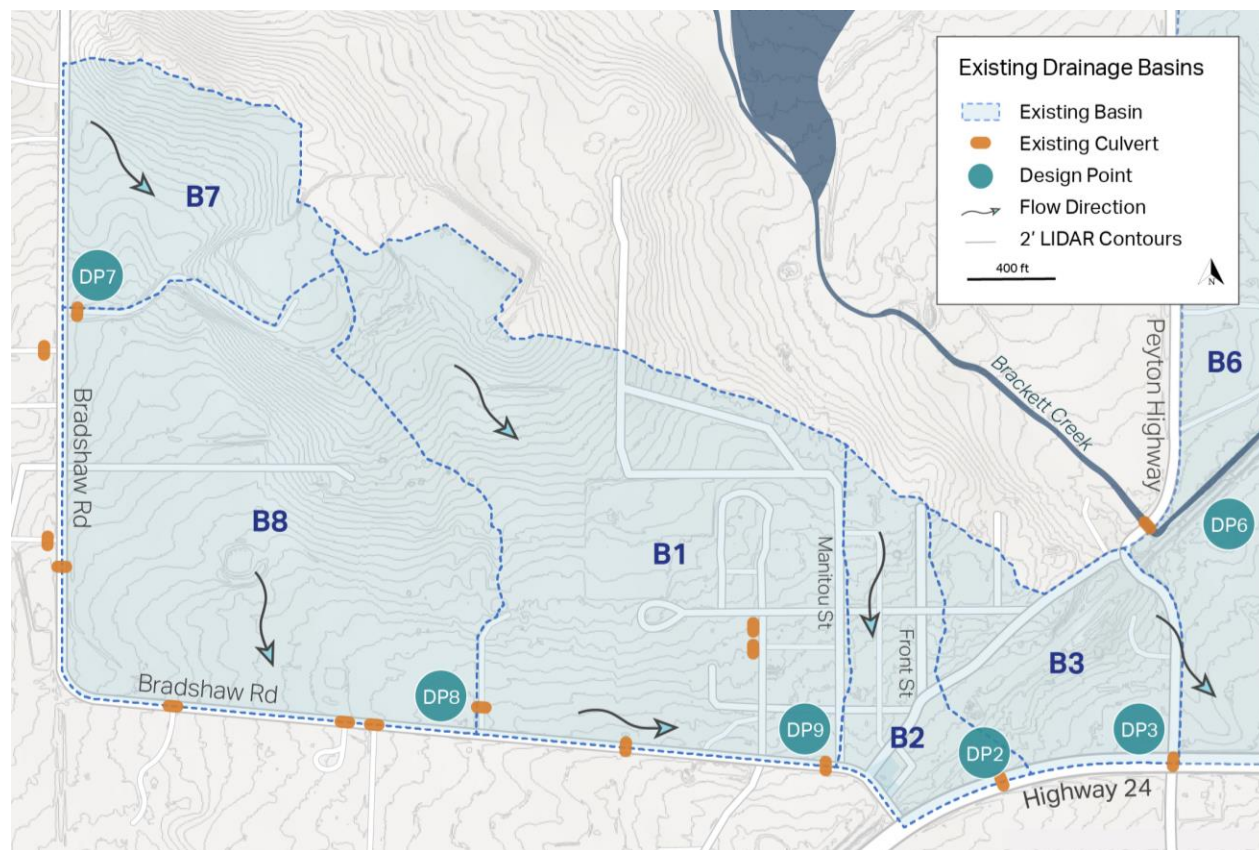 Existing Drainage Basins
Existing Basin
Existing Culvert
Design Point
Flow Direction
2' LIDAR Contours
400 ft
N
B7
DP7
Peyton Highway
B6
Brackett Creek
Bradshaw Rd
B8
B1
Manitou St
Front St
DP6
B3
Bradshaw Rd
DP8
DP9
B2
DP2
DP3
Highway 24